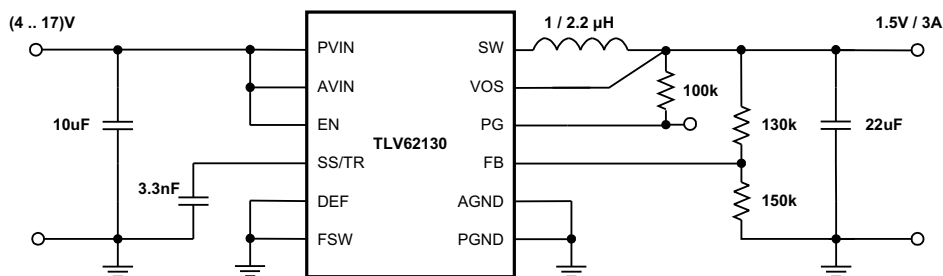 (4 .. 17)V
1 / 2.2 µH
1.5V / 3A
PVIN
SW
AVIN
VOS
100k
10uF
EN
PG
130k
22uF
TLV62130
SS/TR
FB
3.3nF
150k
DEF
AGND
FSW
PGND